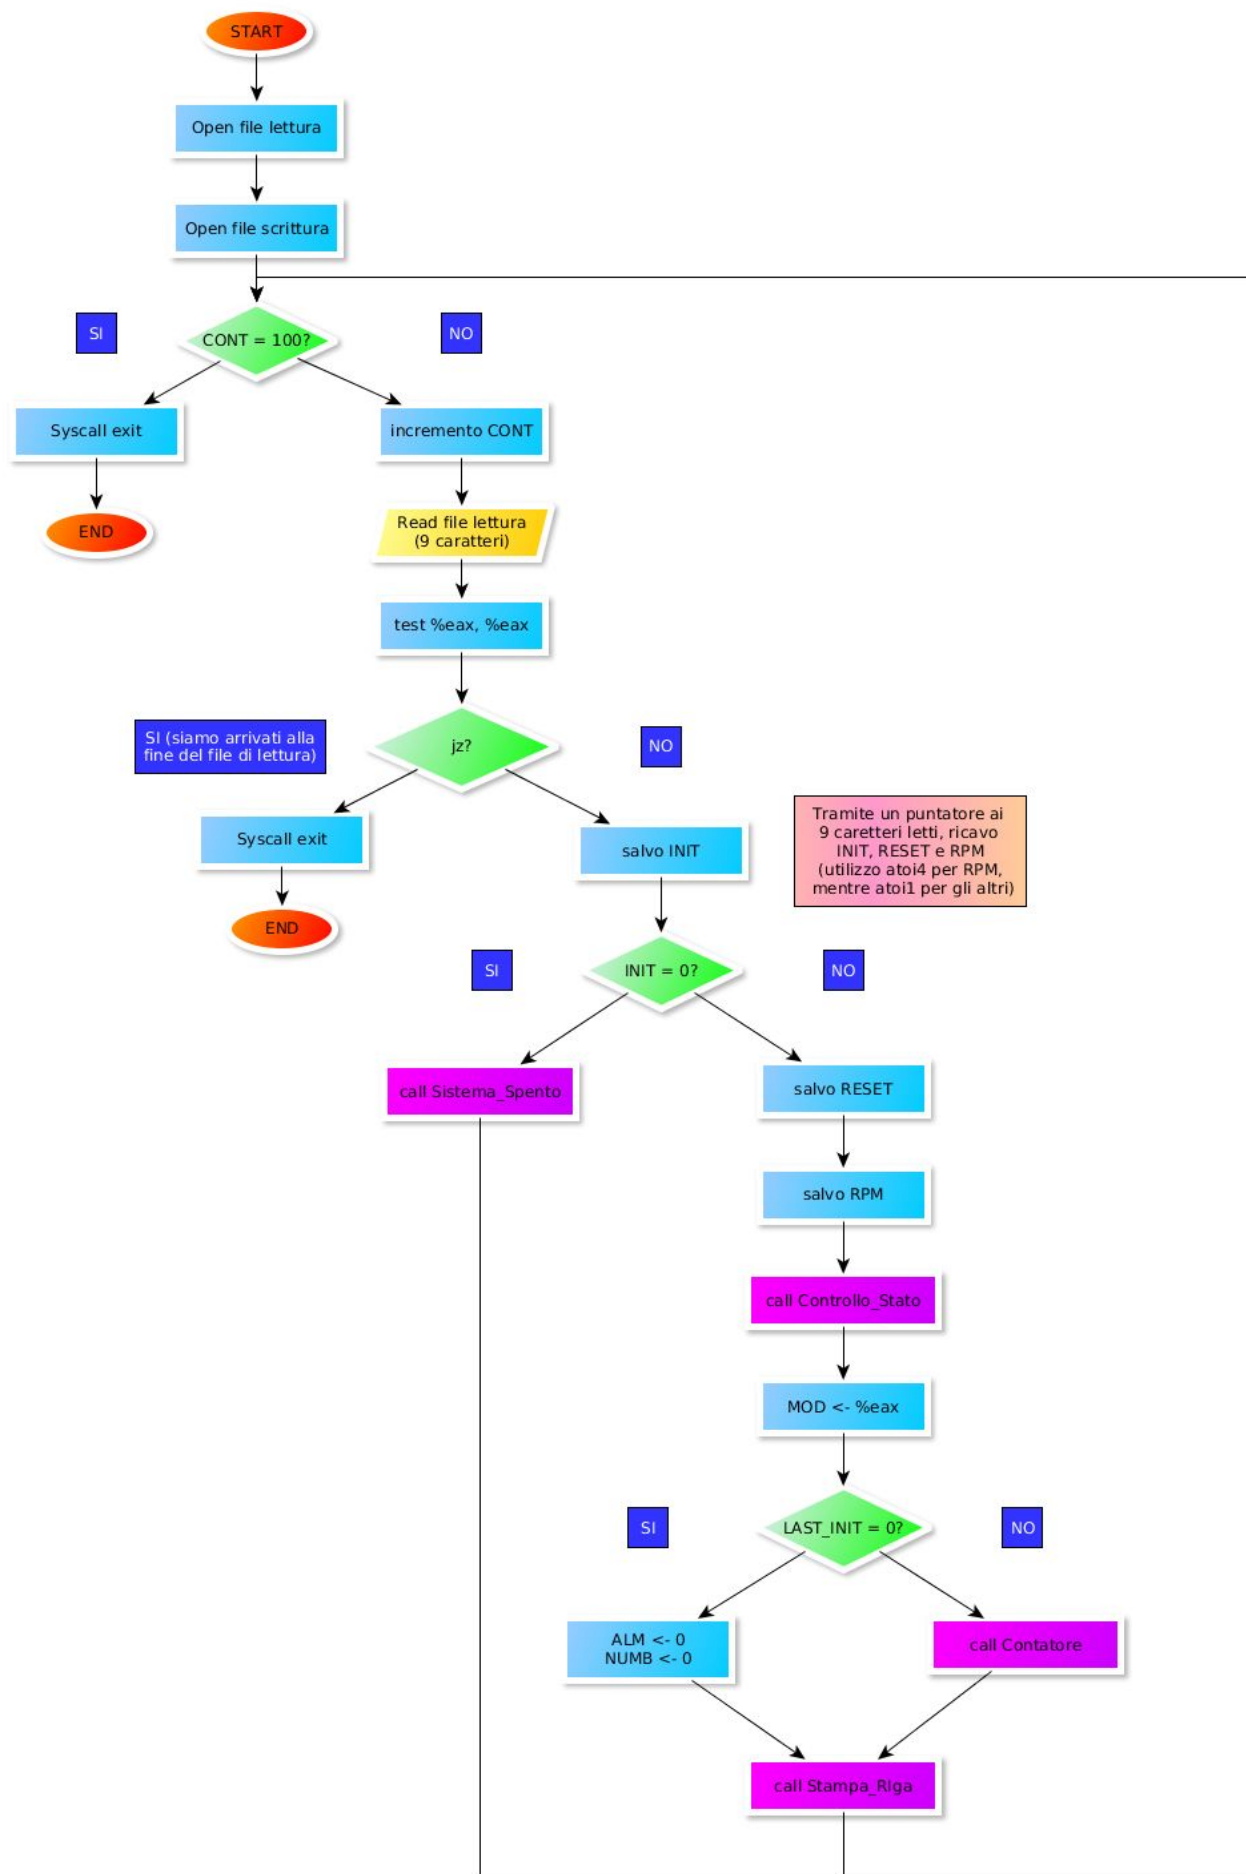 START
Open file lettura
Open file scrittura
SI
CONT = 100?
NO
Syscall exit
incremento CONT
END
Read file lettura
(9 caratteri)
test %eax, %eax
SI (siamo arrivati alla
fine del file di lettura)
jz?
NO
Syscall exit
salvo INIT
Tramite un puntatore ai
9 caretteri letti, ricavo
INIT, RESET e RPM
(utilizzo atoi4 per RPM,
mentre atoi1 per gli altri)
END
SI
INIT = 0?
NO
call Sistema_Spento
salvo RESET
salvo RPM
call Controllo_Stato
MOD <- %eax
SI
LAST_INIT = 0?
NO
ALM <- 0
NUMB <- 0
call Contatore
call Stampa_RIga